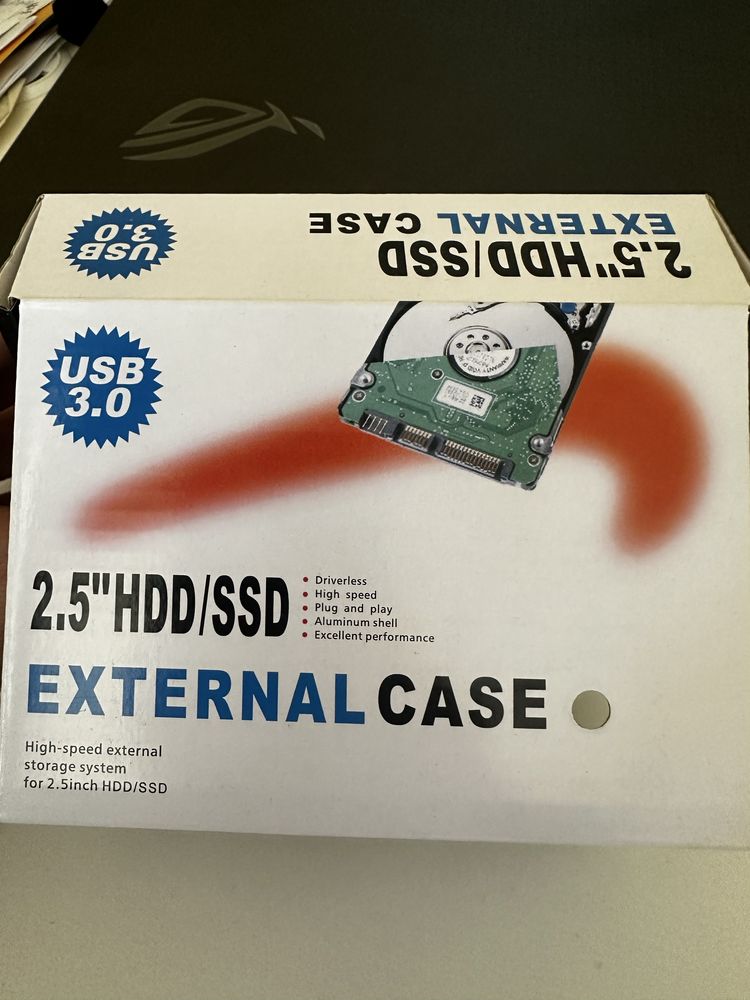 2.5"HDD/SSD
EXTERNAL CASE
USB
3.0
USB
3.0
2.5"HDD/SSD
Driverless
High speed
Plug and play
Aluminum shell
Excellent performance
EXTERNAL CASE
High-speed external
storage system
for 2.5inch HDD/SSD